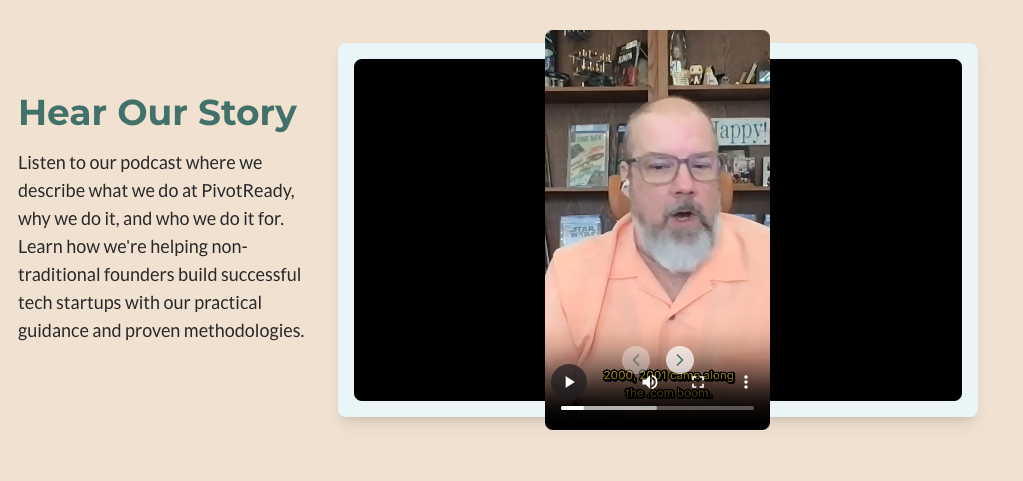 Hear Our Story
Listen to our podcast where we
describe what we do at PivotReady,
why we do it, and who we do it for.
Learn how we're helping non-
traditional founders build successful
tech startups with our practical
guidance and proven methodologies.
Happy!
STAR
WARS
2000, 2001 came along
the .com boom.